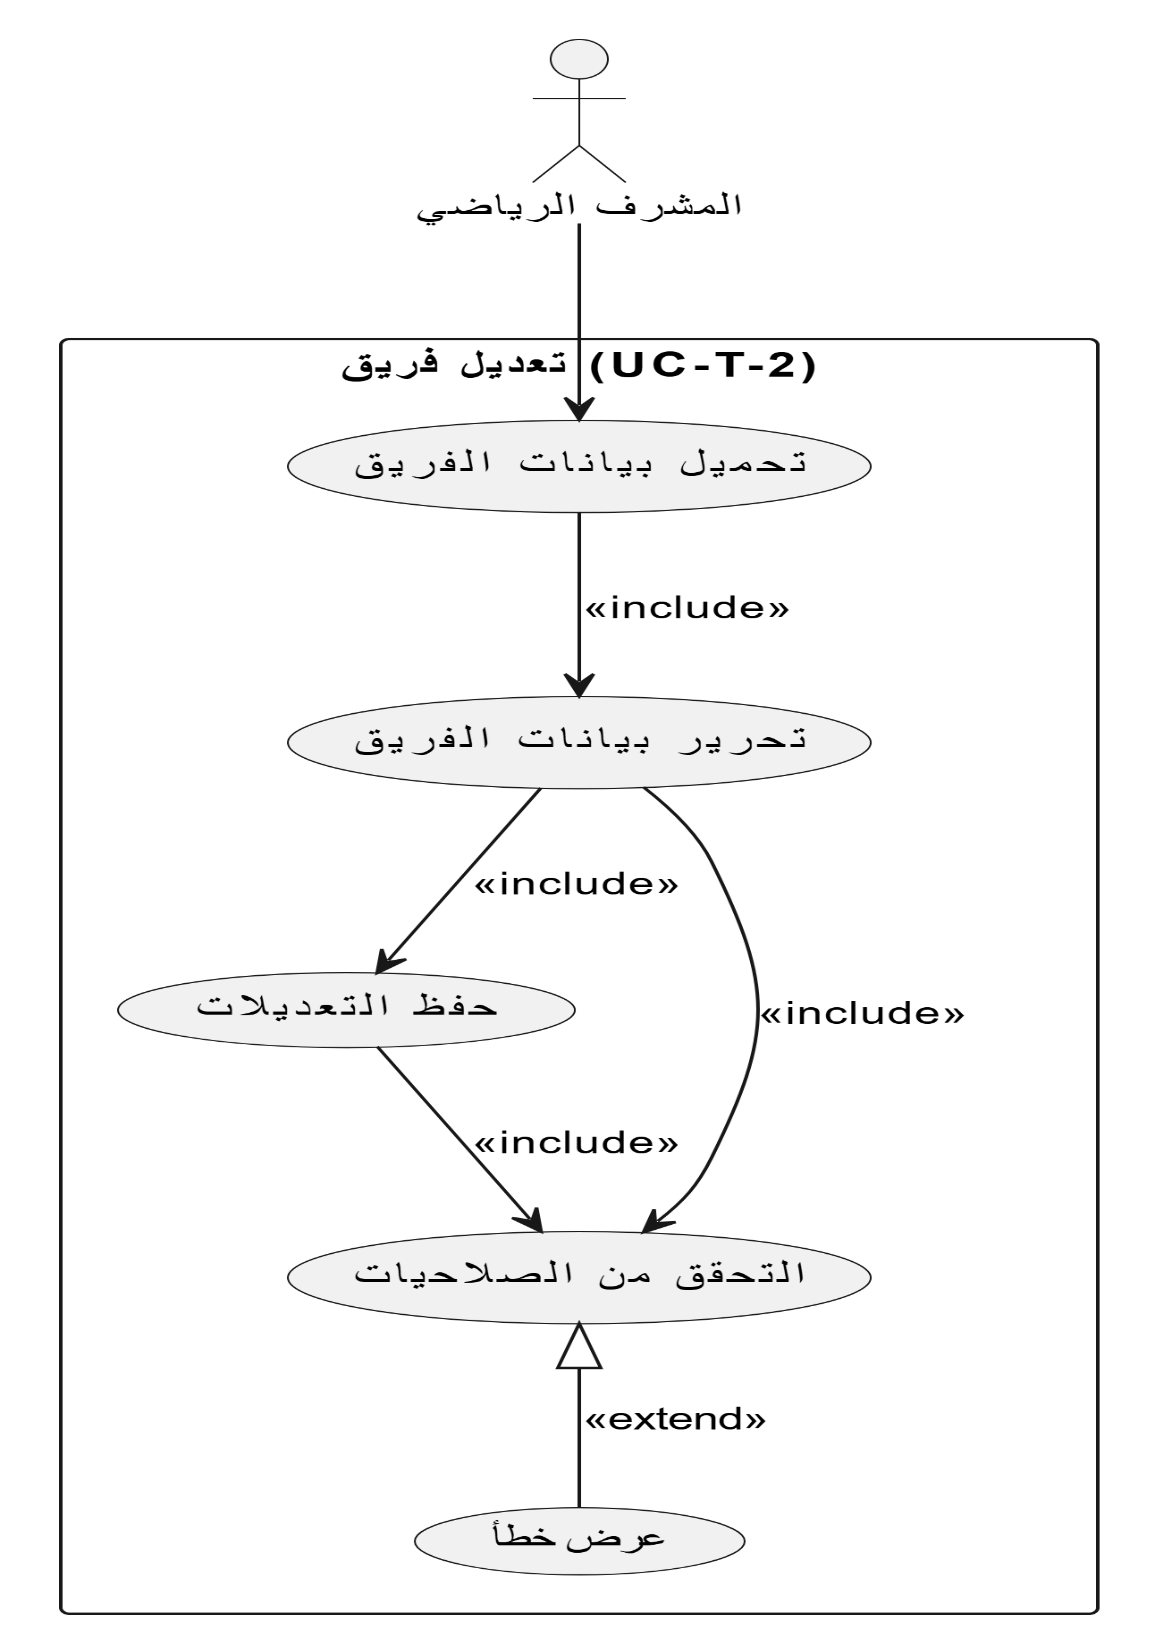 المشرف الرياضي
تعديل فريق (UC-T-2)
تحميل بيانات الفريق
«include»
تحرير بيانات الفريق
«include»
حفظ التعديلات
«include»
«include»
التحقق من الصلاحيات
«extend»
عرض خطأ